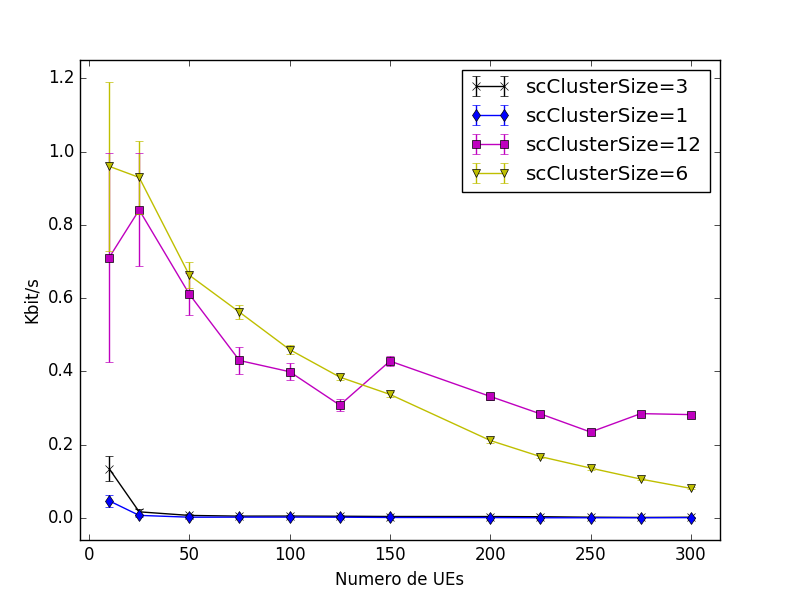 scClusterSize=3
scClusterSize=1
scClusterSize=12
scClusterSize=6
Kbit/s
1.2
1.0
0.8
0.6
0.4
0.2
0.0
0 50 100 150 200 250 300
Numero de UEs